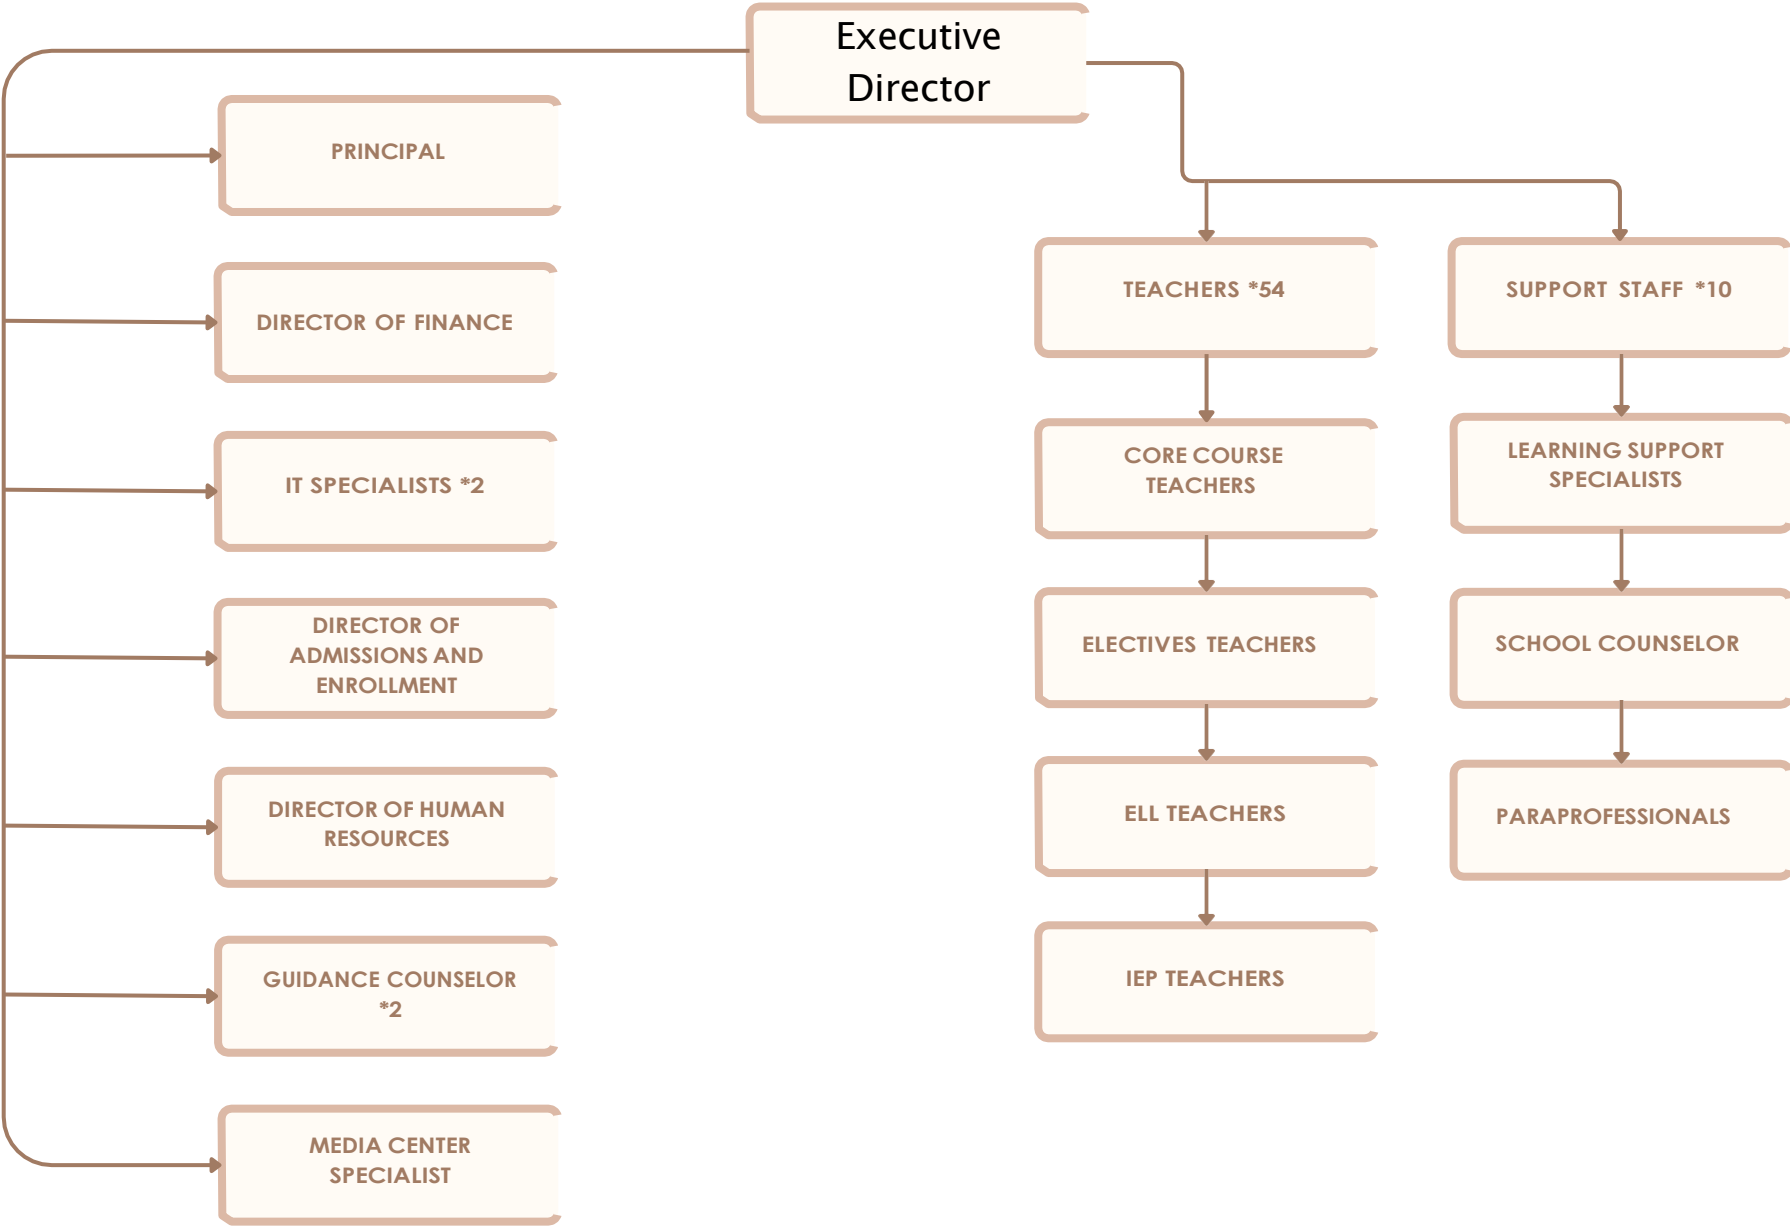 Executive
Director
PRINCIPAL
DIRECTOR OF FINANCE
IT SPECIALISTS *2
DIRECTOR OF
ADMISSIONS AND
ENROLLMENT
DIRECTOR OF HUMAN
RESOURCES
GUIDANCE COUNSELOR
*2
MEDIA CENTER
SPECIALIST
TEACHERS *54
CORE COURSE
TEACHERS
ELECTIVES TEACHERS
ELL TEACHERS
IEP TEACHERS
SUPPORT STAFF *10
LEARNING SUPPORT
SPECIALISTS
SCHOOL COUNSELOR
PARAPROFESSIONALS